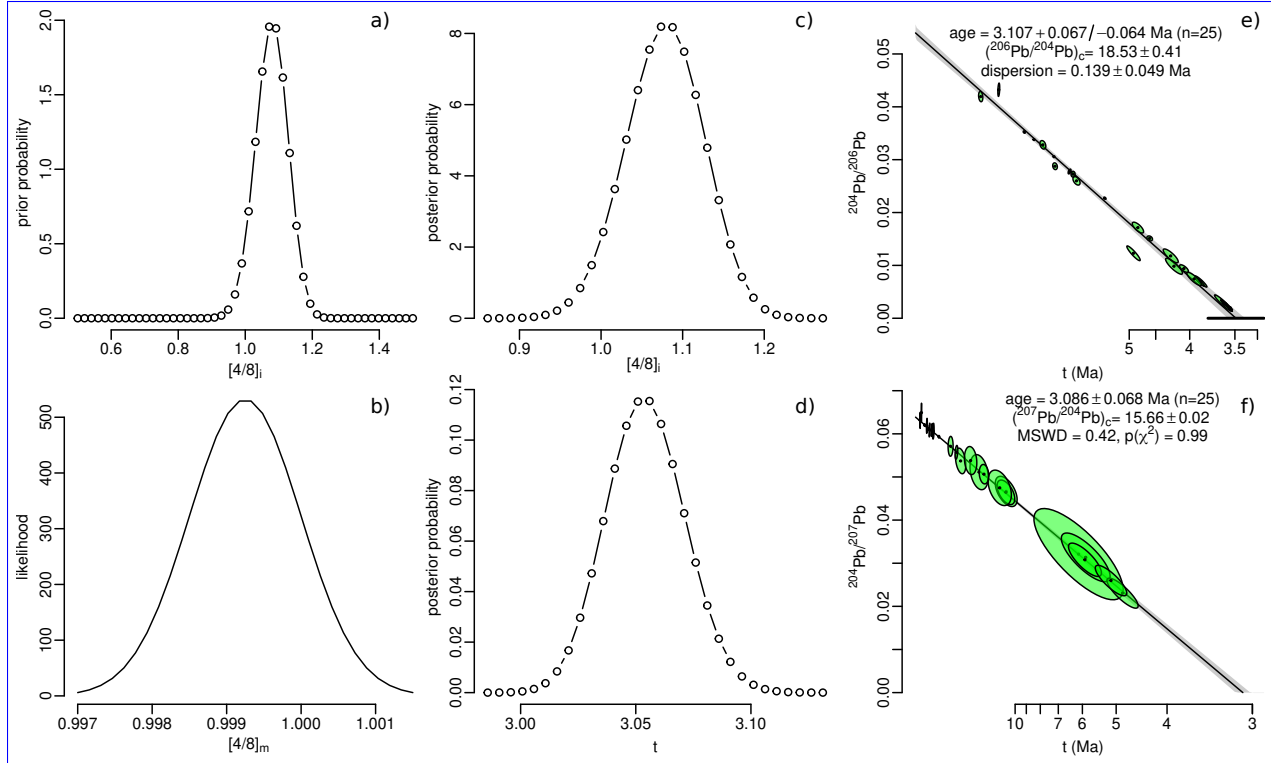 a)
prior probability
0.0 0.5 1.0 1.5 2.0
0.6 0.8 1.0 1.2 1.4
[4/8]i
c)
posterior probability
0 2 4 6 8
0.9 1.0 1.1 1.2
[4/8]i
e)
age = 3.107+0.067/−0.064 Ma (n=25)
(206Pb/204Pb)c= 18.53±0.41
dispersion = 0.139±0.049 Ma
204Pb/206Pb
0.00 0.01 0.02 0.03 0.04 0.05
5 4 3.5
t (Ma)
b)
likelihood
0 100 200 300 400 500
0.997 0.998 0.999 1.000 1.001
[4/8]m
d)
posterior probability
0.00 0.02 0.04 0.06 0.08 0.10 0.12
3.00 3.05 3.10
t
f)
age = 3.086±0.068 Ma (n=25)
(207Pb/204Pb)c= 15.66±0.02
MSWD = 0.42, p(χ2) = 0.99
204Pb/207Pb
0.00 0.02 0.04 0.06
10 8 7 6 5 4 3
t (Ma)